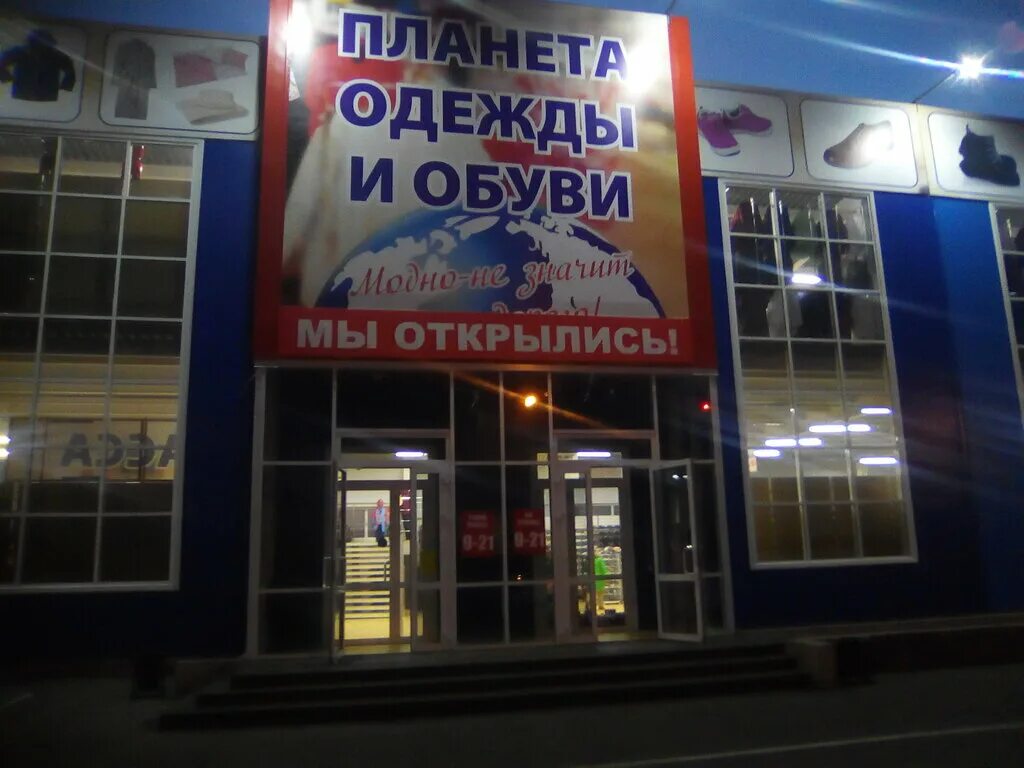 ПЛАНЕТА
ОДЕЖДЫ
И ОБУВИ
Модно-не значит
МЫ ОТКРЫЛИСЬ!
9-21
9-21